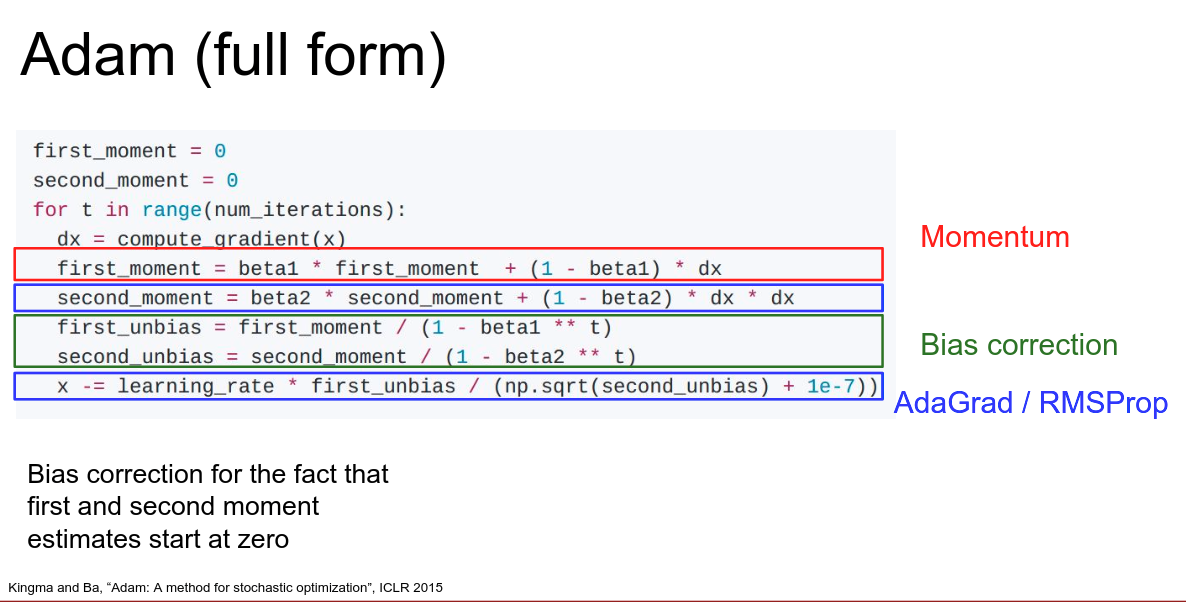 Adam (full form)
first_moment = 0
second_moment = 0
for t in range(num_iterations):
  dx = compute_gradient(x)
  first_moment = beta1 * first_moment  + (1 - beta1) * dx
  second_moment = beta2 * second_moment + (1 - beta2) * dx * dx
  first_unbias = first_moment / (1 - beta1 ** t)
  second_unbias = second_moment / (1 - beta2 ** t)
  x -= learning_rate * first_unbias / (np.sqrt(second_unbias) + 1e-7))
Momentum
Bias correction
AdaGrad / RMSProp
Bias correction for the fact that
first and second moment
estimates start at zero
Kingma and Ba, “Adam: A method for stochastic optimization”, ICLR 2015